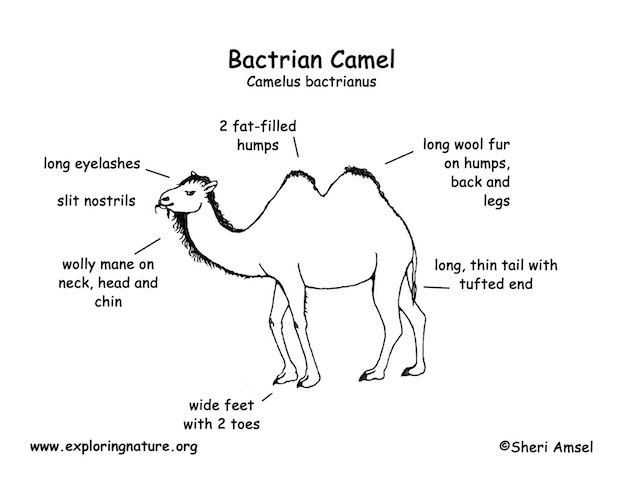 Bactrian Camel
Camelus bactrianus
2 fat-filled
humps
long wool fur
on humps,
back and
legs
long eyelashes
slit nostrils
wolly mane on
neck, head and
chin
long, thin tail with
tufted end
wide feet
with 2 toes
www.exploringnature.org
©Sheri Amsel